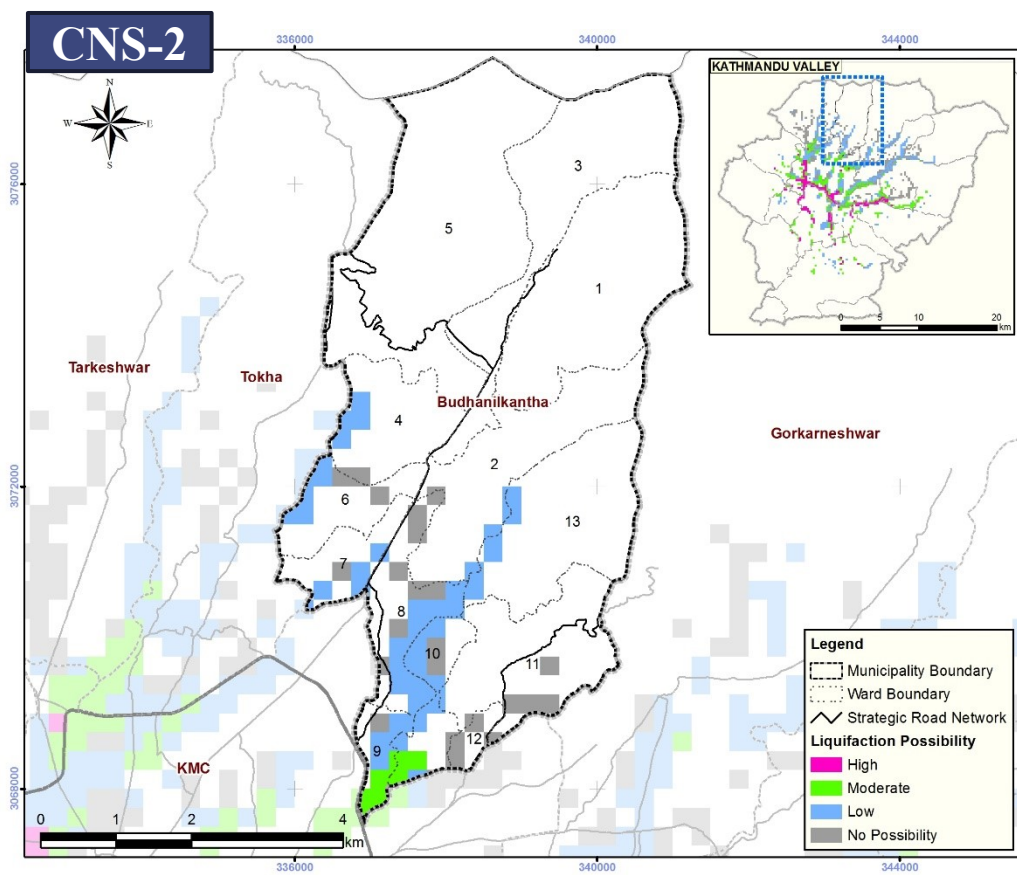 CNS-2
336000
340000
344000
N
W
E
S
KATHMANDU VALLEY
0 5 10 20
km
3076000
3
5
1
Tarkeshwar
Tokha
4
Budhanilkantha
Gorkarneshwar
2
3072000
6
13
7
8
10
11
12
9
KMC
3068000
0 1 2 4
km
Legend
Municipality Boundary
Ward Boundary
Strategic Road Network
Liquifaction Possibility
High
Moderate
Low
No Possibility
336000
340000
344000